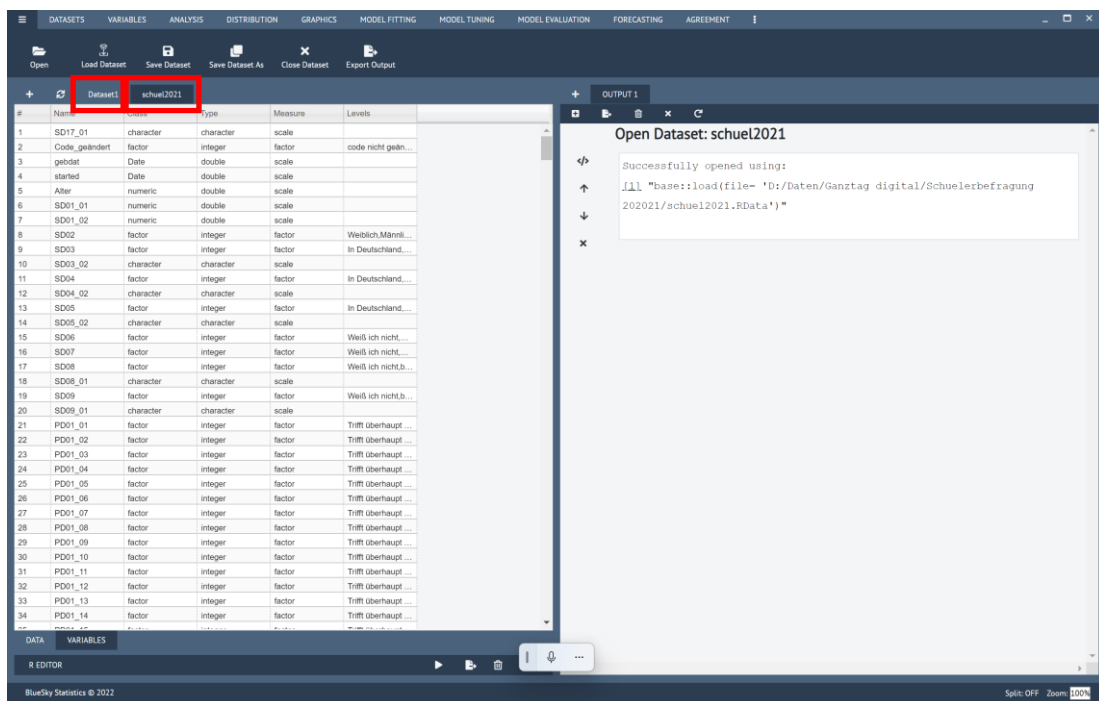 DATASETS VARIABLES ANALYSIS DISTRIBUTION GRAPHICS MODEL FITTING MODEL TUNING MODEL EVALUATION FORECASTING AGREEMENT
Open Load Dataset Save Dataset Save Dataset As Close Dataset Export Output
Dataset1 schuel2021
# Name Class Type Measure Levels
1 SD17_01 character character scale
2 Code_geändert factor integer factor code nicht geän...
3 gebdat Date double scale
4 started Date double scale
5 Alter numeric double scale
6 SD01_01 numeric double scale
7 SD01_02 numeric double scale
8 SD02 factor integer factor Weiblich,Männli...
9 SD03 factor integer factor In Deutschland,...
10 SD03_02 character character scale
11 SD04 factor integer factor In Deutschland,...
12 SD04_02 character character scale
13 SD05 factor integer factor In Deutschland,...
14 SD05_02 character character scale
15 SD06 factor integer factor Weiß ich nicht,...
16 SD07 factor integer factor Weiß ich nicht,...
17 SD08 factor integer factor Weiß ich nicht,b...
18 SD08_01 character character scale
19 SD09 factor integer factor Weiß ich nicht,b...
20 SD09_01 character character scale
21 PD01_01 factor integer factor Trifft überhaupt ...
22 PD01_02 factor integer factor Trifft überhaupt ...
23 PD01_03 factor integer factor Trifft überhaupt ...
24 PD01_04 factor integer factor Trifft überhaupt ...
25 PD01_05 factor integer factor Trifft überhaupt ...
26 PD01_06 factor integer factor Trifft überhaupt ...
27 PD01_07 factor integer factor Trifft überhaupt ...
28 PD01_08 factor integer factor Trifft überhaupt ...
29 PD01_09 factor integer factor Trifft überhaupt ...
30 PD01_10 factor integer factor Trifft überhaupt ...
31 PD01_11 factor integer factor Trifft überhaupt ...
32 PD01_12 factor integer factor Trifft überhaupt ...
33 PD01_13 factor integer factor Trifft überhaupt ...
34 PD01_14 factor integer factor Trifft überhaupt ...
DATA VARIABLES
R EDITOR
OUTPUT 1
Open Dataset: schuel2021
</>
Successfully opened using:
[1] "base::load(file= 'D:/Daten/Ganztag digital/Schuelerbefragung
202021/schuel2021.RData')"
BlueSky Statistics © 2022
Split: OFF Zoom: 100%